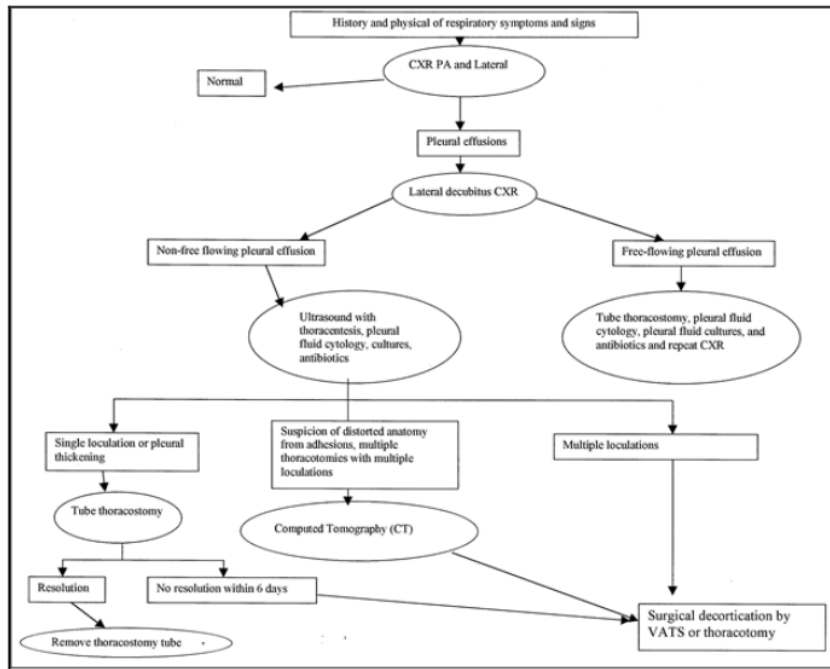 History and physical of respiratory symptoms and signs
CXR PA and Lateral
Normal
Pleural effusions
Lateral decubitus CXR
Non-free flowing pleural effusion
Free-flowing pleural effusion
Ultrasound with
thoracentesis, pleural
fluid cytology, cultures,
antibiotics
Tube thoracostomy, pleural fluid
cytology, pleural fluid cultures, and
antibiotics and repeat CXR
Single loculation or pleural
thickening
Suspicion of distorted anatomy
from adhesions, multiple
thoracotomies with multiple
loculations
Multiple loculations
Tube thoracostomy
Computed Tomography (CT)
Resolution
No resolution within 6 days
Surgical decortication by
VATS or thoracotomy
Remove thoracostomy tube